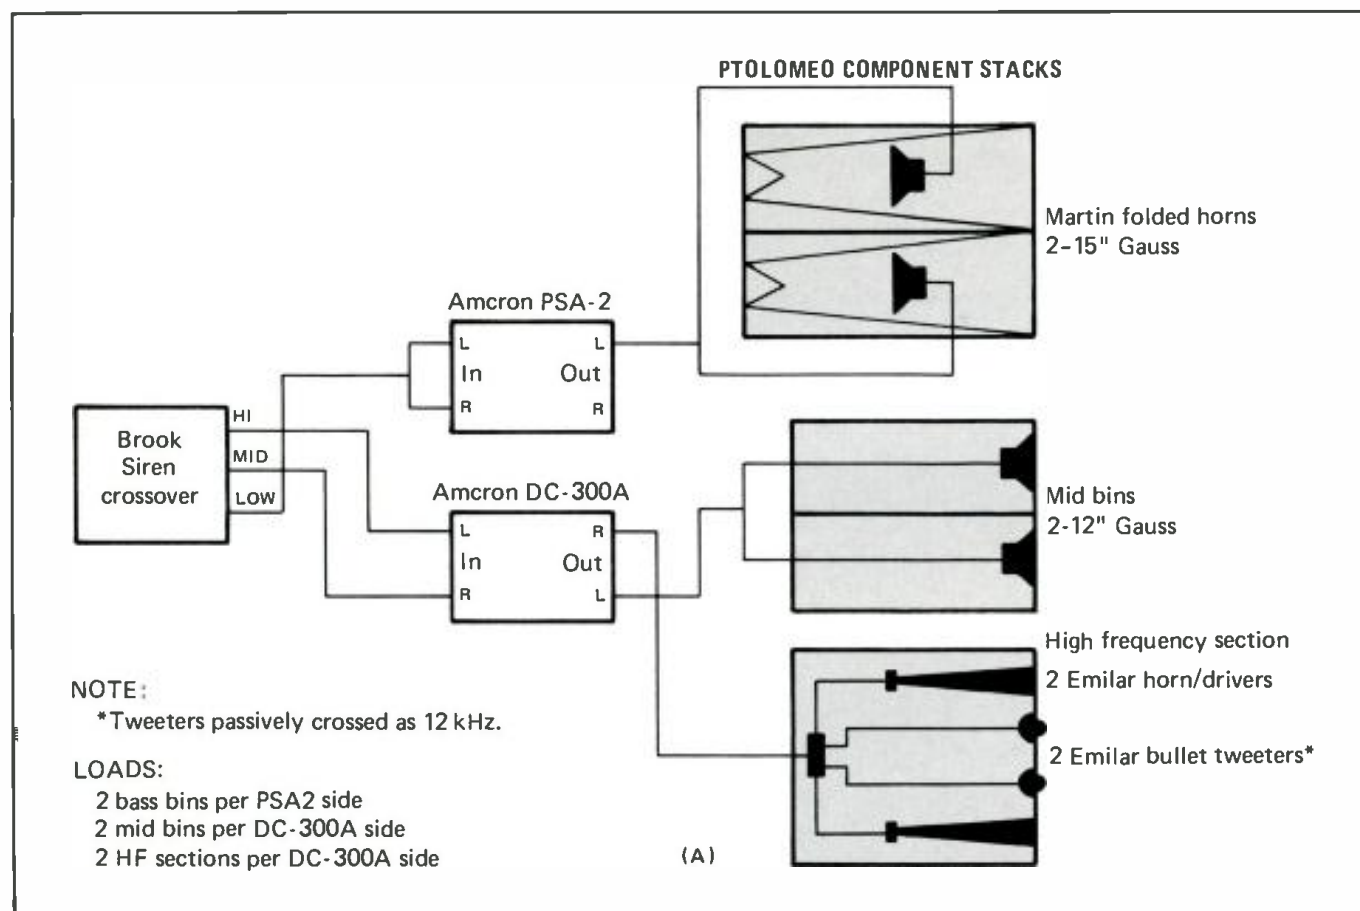 PTOLOMEO COMPONENT STACKS
Martin folded horns
2-15" Gauss
Amcron PSA-2
L
L
In
Out
R
R
Brook
Siren
crossover
HI
MID
LOW
Amcron DC-300A
L
R
In
Out
R
L
Mid bins
2-12" Gauss
High frequency section
2 Emilar horn/drivers
2 Emilar bullet tweeters*
NOTE:
*Tweeters passively crossed as 12 kHz.
LOADS:
2 bass bins per PSA2 side
2 mid bins per DC-300A side
2 HF sections per DC-300A side
(A)